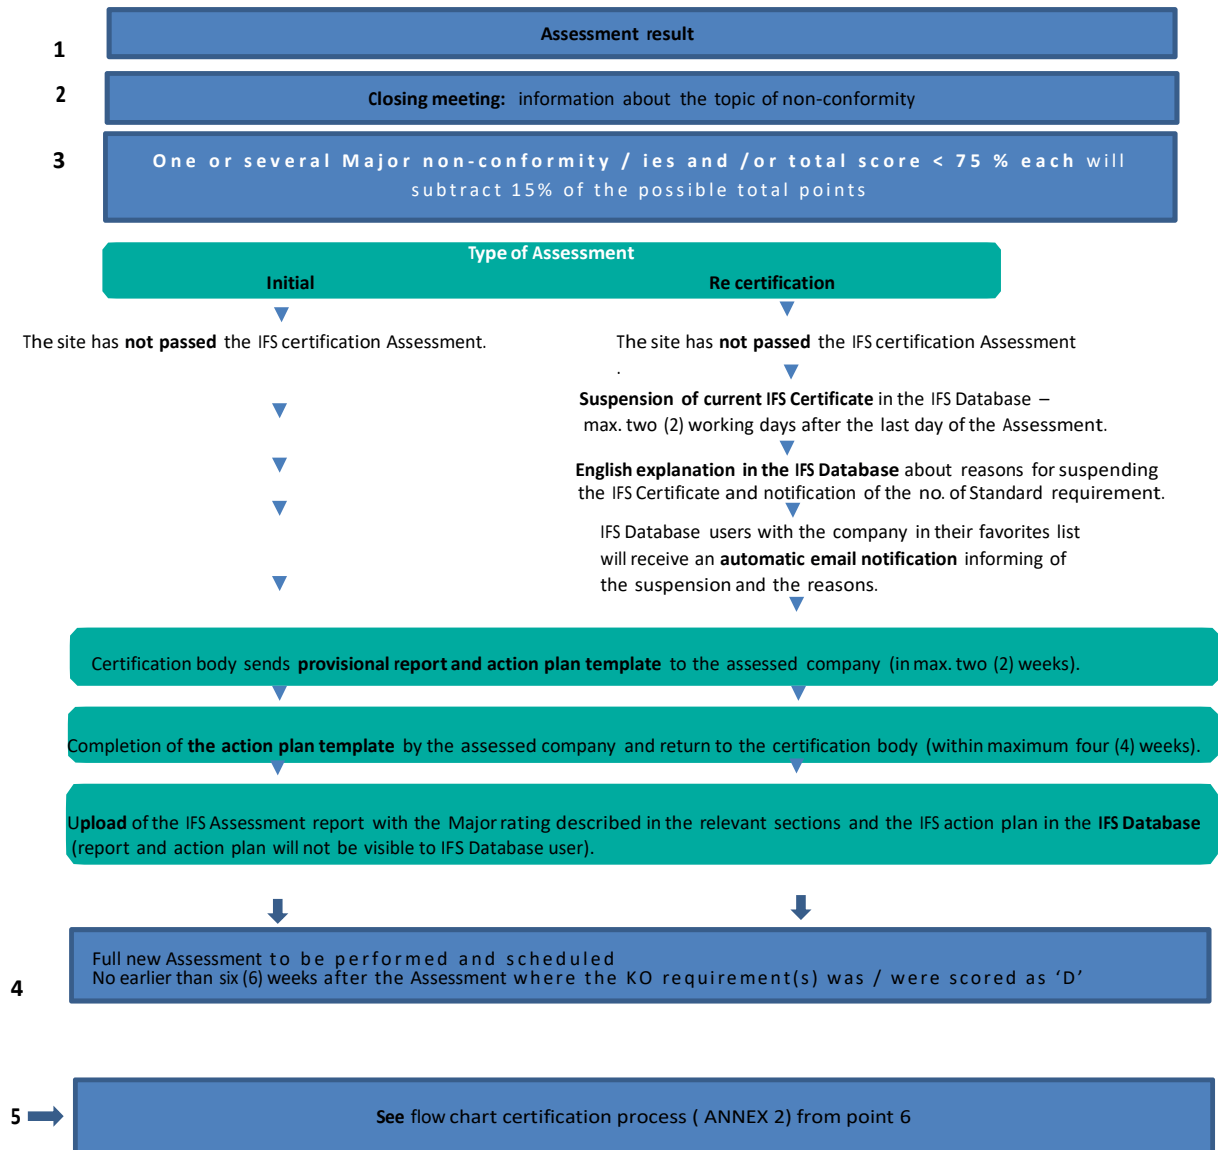 1
Assessment result
2
Closing meeting: information about the topic of non-conformity
3
One or several Major non-conformity / ies and /or total score < 75 % each will
subtract 15% of the possible total points
Type of Assessment
Initial
Re certification
The site has not passed the IFS certification Assessment.
The site has not passed the IFS certification Assessment
.
Suspension of current IFS Certificate in the IFS Database –
max. two (2) working days after the last day of the Assessment.
English explanation in the IFS Database about reasons for suspending
the IFS Certificate and notification of the no. of Standard requirement.
IFS Database users with the company in their favorites list
will receive an automatic email notification informing of
the suspension and the reasons.
Certification body sends provisional report and action plan template to the assessed company (in max. two (2) weeks).
Completion of the action plan template by the assessed company and return to the certification body (within maximum four (4) weeks).
Upload of the IFS Assessment report with the Major rating described in the relevant sections and the IFS action plan in the IFS Database
(report and action plan will not be visible to IFS Database user).
4
Full new Assessment to be performed and scheduled
No earlier than six (6) weeks after the Assessment where the KO requirement(s) was / were scored as ‘D’
5
See flow chart certification process ( ANNEX 2) from point 6